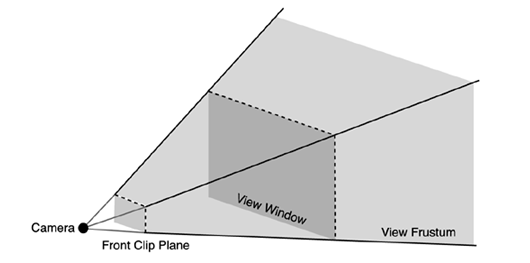 Camera
View Window
View Frustum
Front Clip Plane